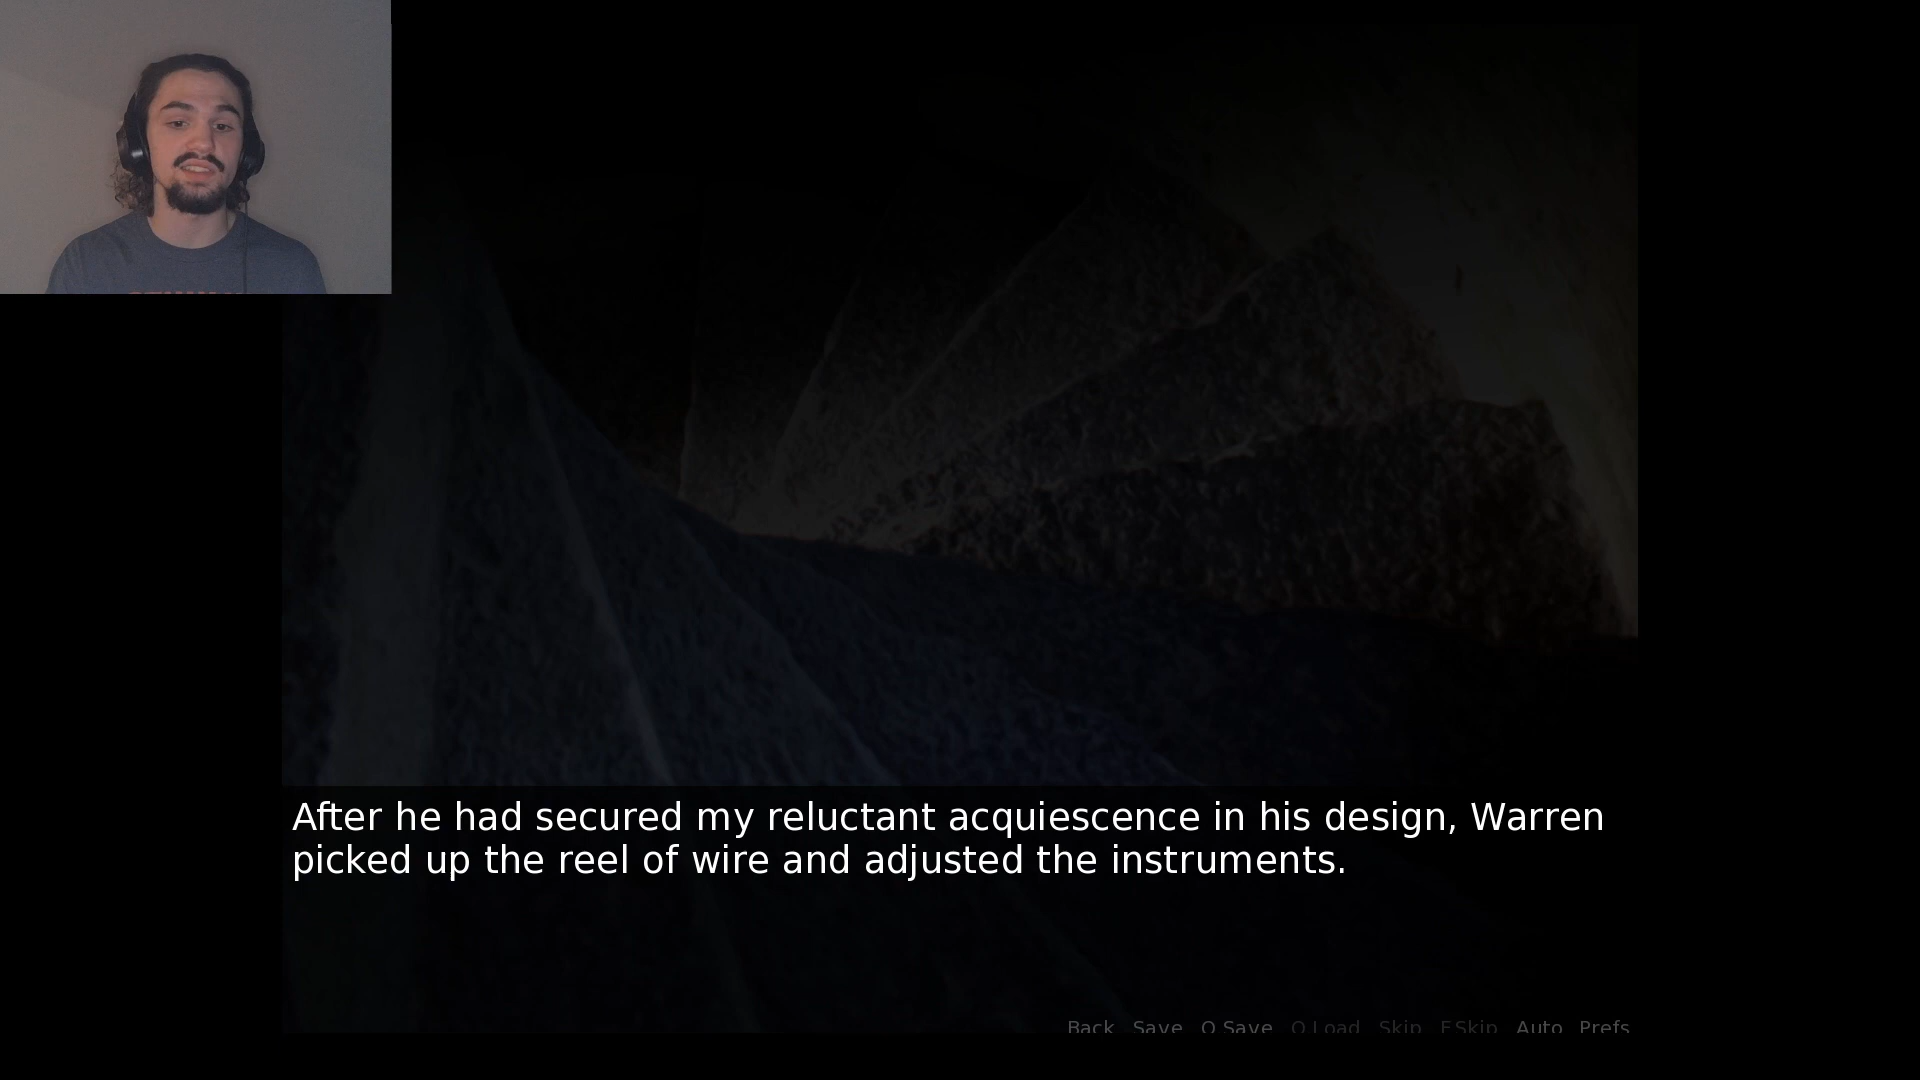 After he had secured my reluctant acquiescence in his design, Warren
picked up the reel of wire and adjusted the instruments.
Back Save Q.Save Q.Load Skip F.Skip Auto Prefs